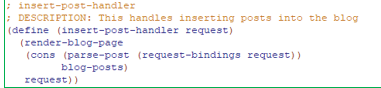 ; insert-post-handler
; DESCRIPTION: This handles inserting posts into the blog
(define (insert-post-handler request)
  (render-blog-page
   (cons (parse-post (request-bindings request))
         blog-posts)
   request))